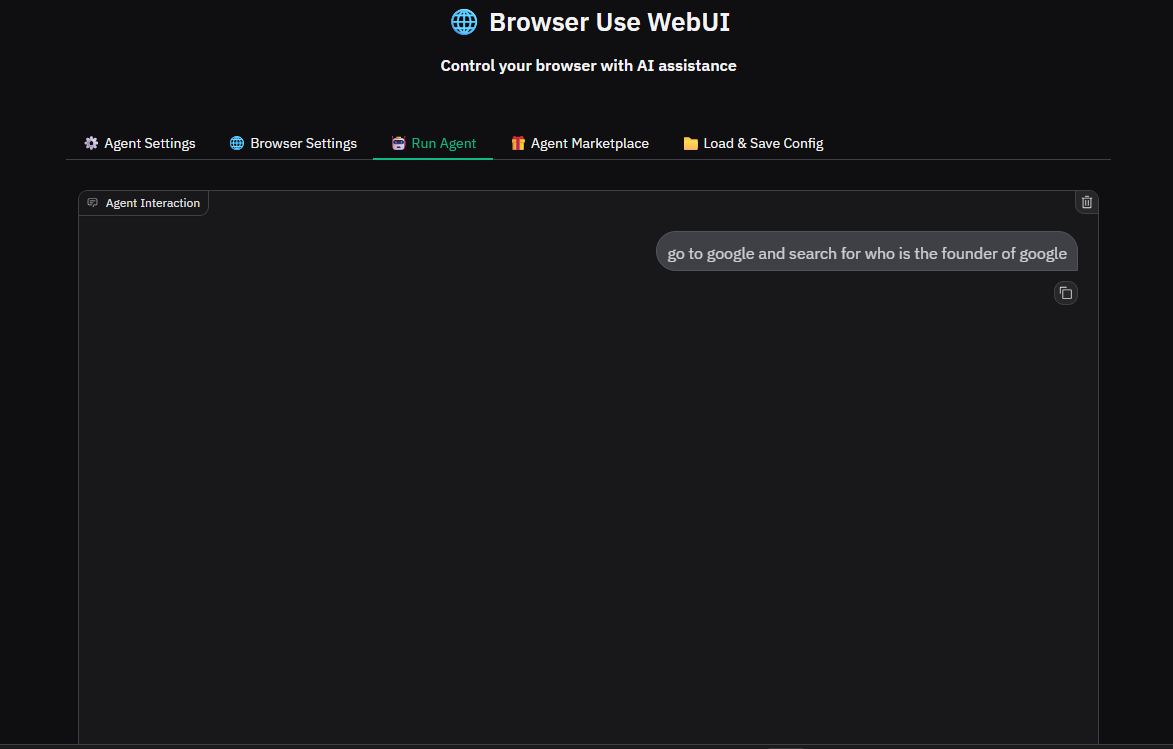 Browser Use WebUI
Control your browser with AI assistance
Agent Settings Browser Settings Run Agent Agent Marketplace Load & Save Config
Agent Interaction
go to google and search for who is the founder of google